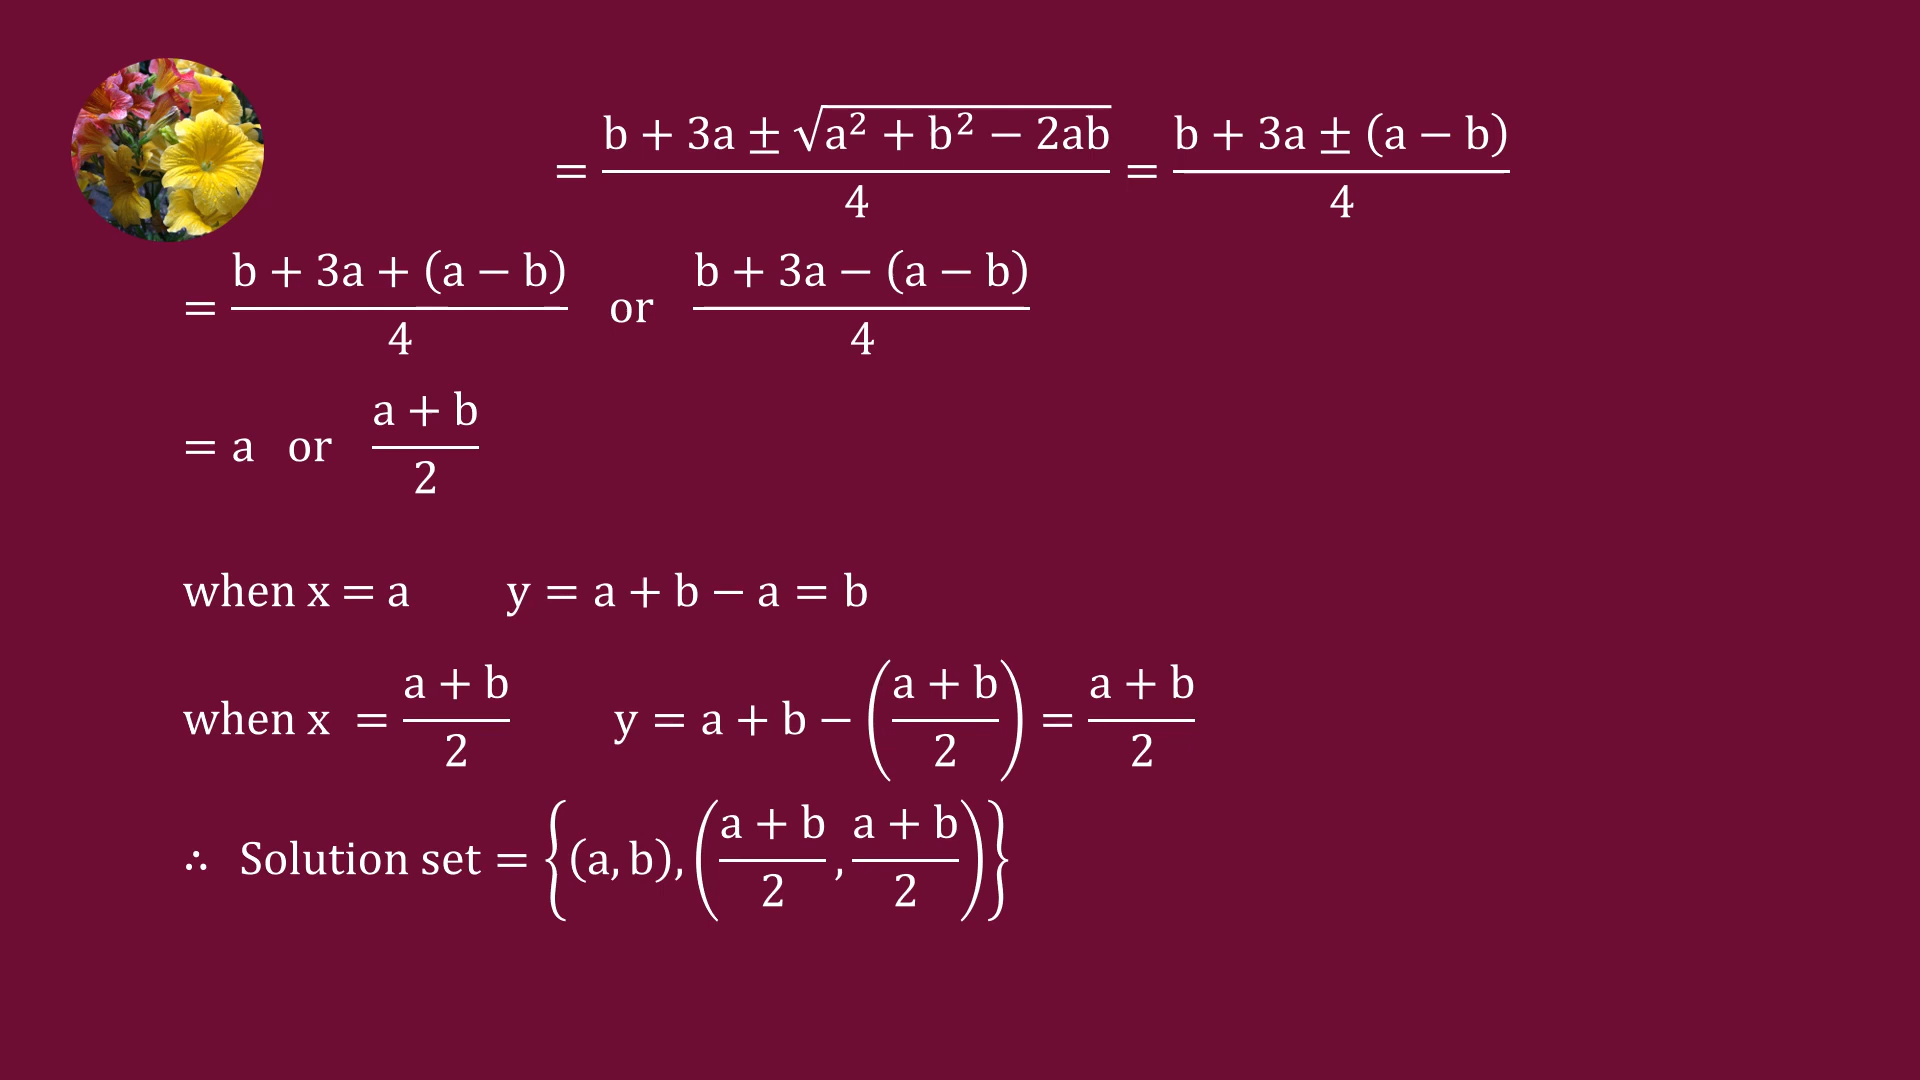 = (b + 3a ± √(a² + b² − 2ab))/4 = (b + 3a ± (a − b))/4
= (b + 3a + (a − b))/4 or (b + 3a − (a − b))/4
= a or (a + b)/2
when x = a y = a + b − a = b
when x = (a + b)/2 y = a + b − ((a + b)/2) = (a + b)/2
∴ Solution set = {(a, b), ((a + b)/2, (a + b)/2)}